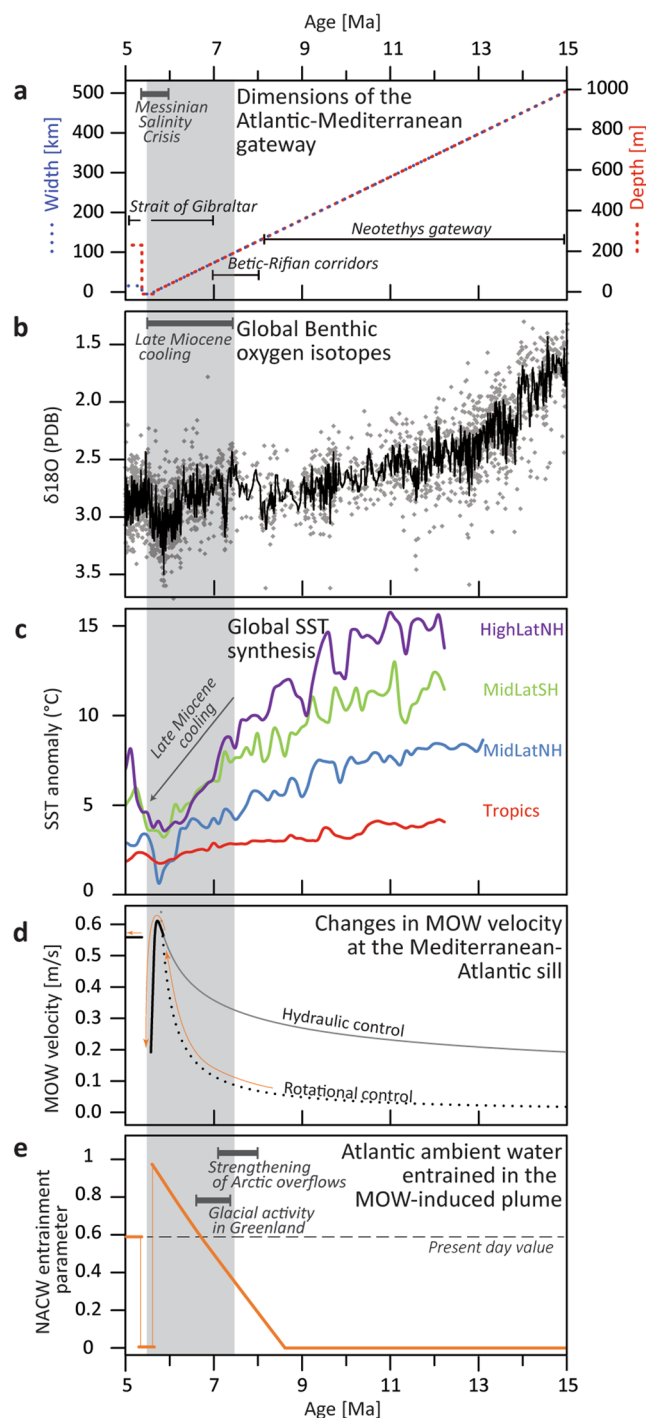 Age [Ma]
5 7 9 11 13 15
a
500
400
300
200
100
0
Width [km]
1000
800
600
400
200
0
Depth [m]
Messinian
Salinity
Crisis
Dimensions of the
Atlantic-Mediterranean
gateway
Strait of Gibraltar
Neotethys gateway
Betic-Rifian corridors
b
1.5
2.0
2.5
3.0
3.5
δ18O (PDB)
Late Miocene
cooling
Global Benthic
oxygen isotopes
c
15
10
5
0
SST anomaly (°C)
Global SST
synthesis
Late Miocene
cooling
HighLatNH
MidLatSH
MidLatNH
Tropics
d
0.6
0.5
0.4
0.3
0.2
0.1
0.0
MOW velocity [m/s]
Changes in MOW velocity
at the Mediterranean-
Atlantic sill
Hydraulic control
Rotational control
e
1
0.8
0.6
0.4
0.2
0
NACW entrainment
parameter
Atlantic ambient water
entrained in the
MOW-induced plume
Strengthening
of Arctic overflows
Glacial activity
in Greenland
Present day value
5 7 9 11 13 15
Age [Ma]